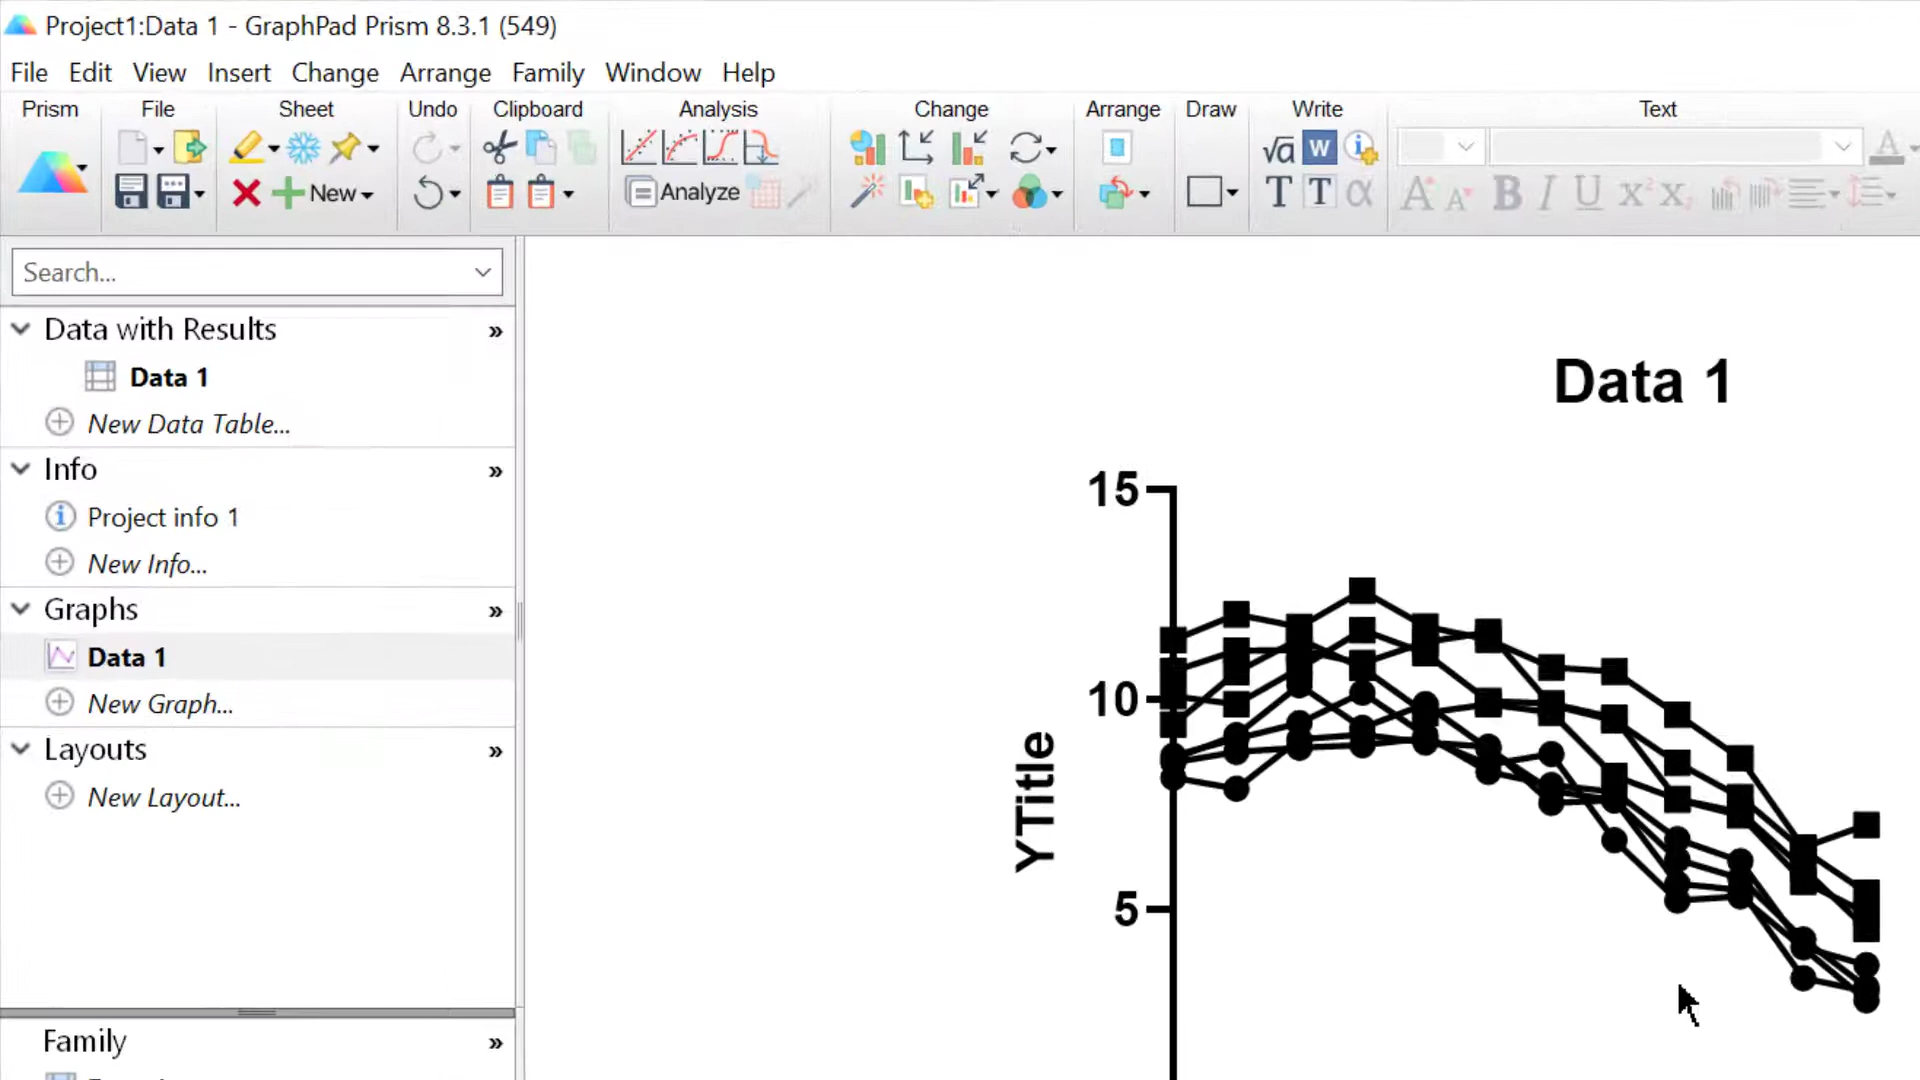 Project1:Data 1 - GraphPad Prism 8.3.1 (549)
File Edit View Insert Change Arrange Family Window Help
Prism File Sheet Undo Clipboard Analysis Change Arrange Draw Write Text
√a W A
Analyze
New
T T α A A B I U X² X₂
Search...
Data with Results »
Data 1
New Data Table...
Info »
Project info 1
New Info...
Graphs »
Data 1
New Graph...
Layouts »
New Layout...
Family »
Data 1
15
10
5
YTitle